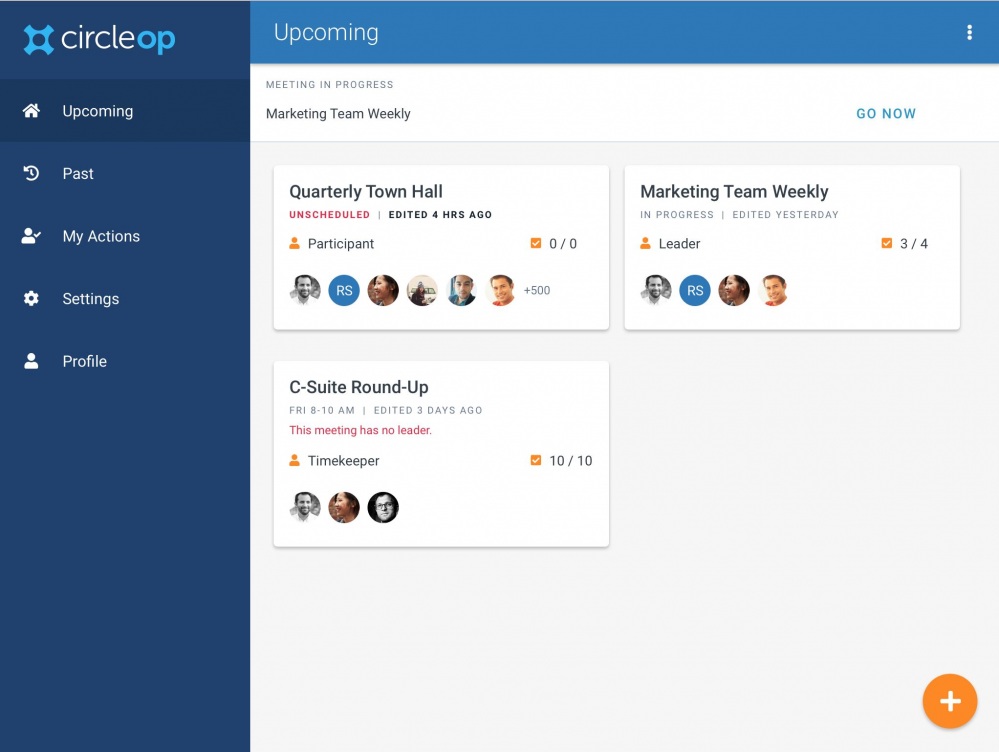 circleop
Upcoming
Past
My Actions
Settings
Profile
Upcoming
MEETING IN PROGRESS
Marketing Team Weekly
GO NOW
Quarterly Town Hall
UNSCHEDULED | EDITED 4 HRS AGO
Participant 0 / 0
RS +500
Marketing Team Weekly
IN PROGRESS | EDITED YESTERDAY
Leader 3 / 4
RS
C-Suite Round-Up
FRI 8-10 AM | EDITED 3 DAYS AGO
This meeting has no leader.
Timekeeper 10 / 10